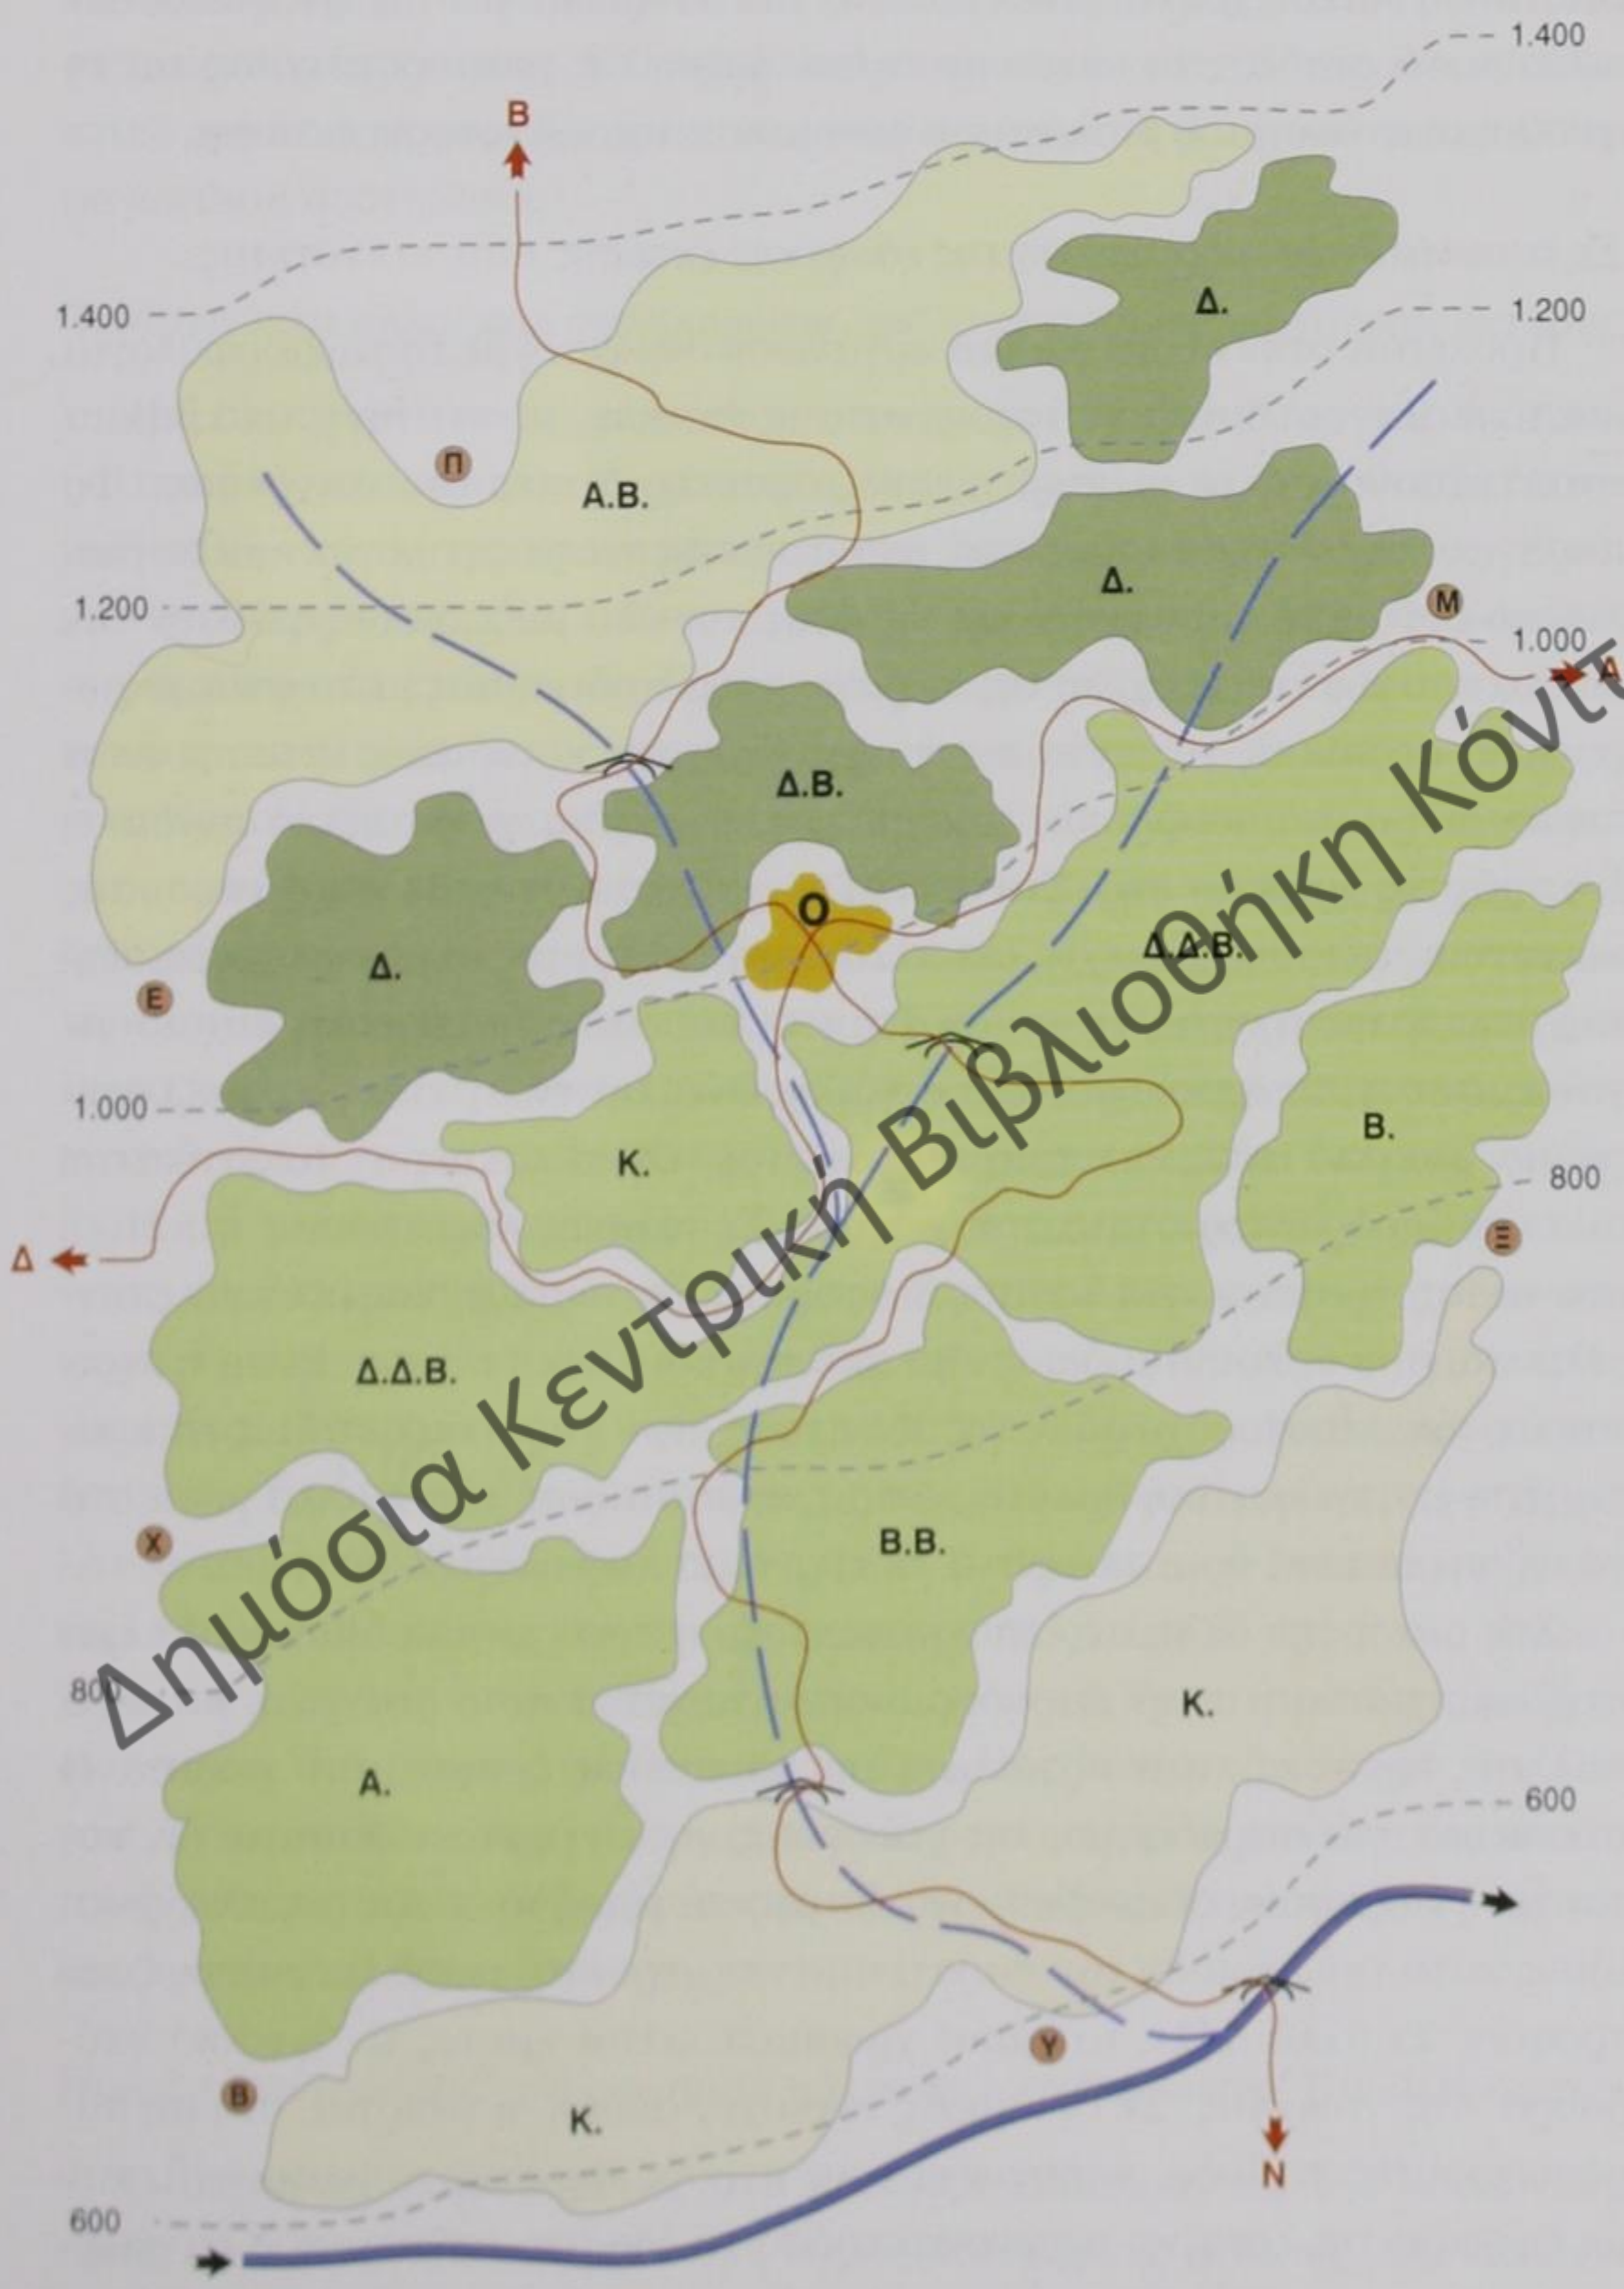 1.400
Β
1.400
Δ.
1.200
Π
Α.Β.
Δ.
Μ
1.200
1.000
Α
Δ.Β.
Ο
Δ.Δ.Β.
Δ.
Ε
1.000
Κ.
Β.
800
Δ
Ξ
Δ.Δ.Β.
Χ
Β.Β.
800
Κ.
Α.
600
Υ
Β
Κ.
Ν
600
Δημόσια Κεντρική Βιβλιοθήκη